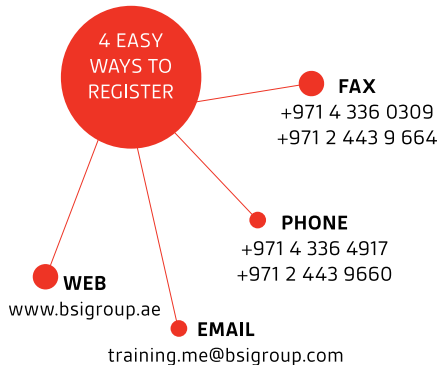 4 EASY
WAYS TO
REGISTER
FAX
+971 4 336 0309
+971 2 443 9 664
PHONE
+971 4 336 4917
+971 2 443 9660
WEB
www.bsigroup.ae
EMAIL
training.me@bsigroup.com